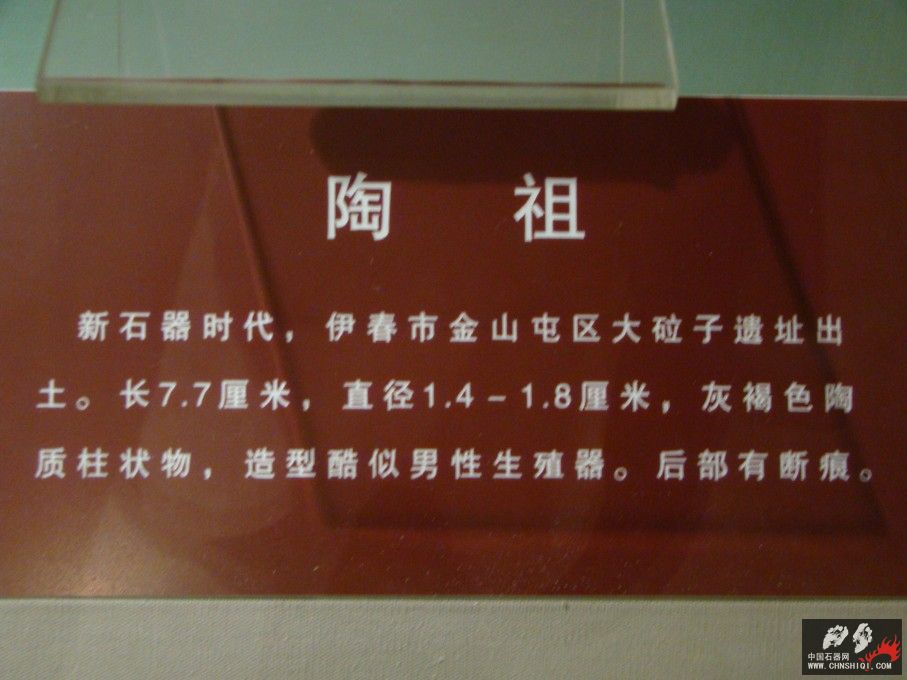 陶 祖
新石器时代，伊春市金山屯区大砬子遗址出
土。长7.7厘米，直径1.4－1.8厘米，灰褐色陶
质柱状物，造型酷似男性生殖器。后部有断痕。
中国石器网
WWW.CHNSHIQI.COM